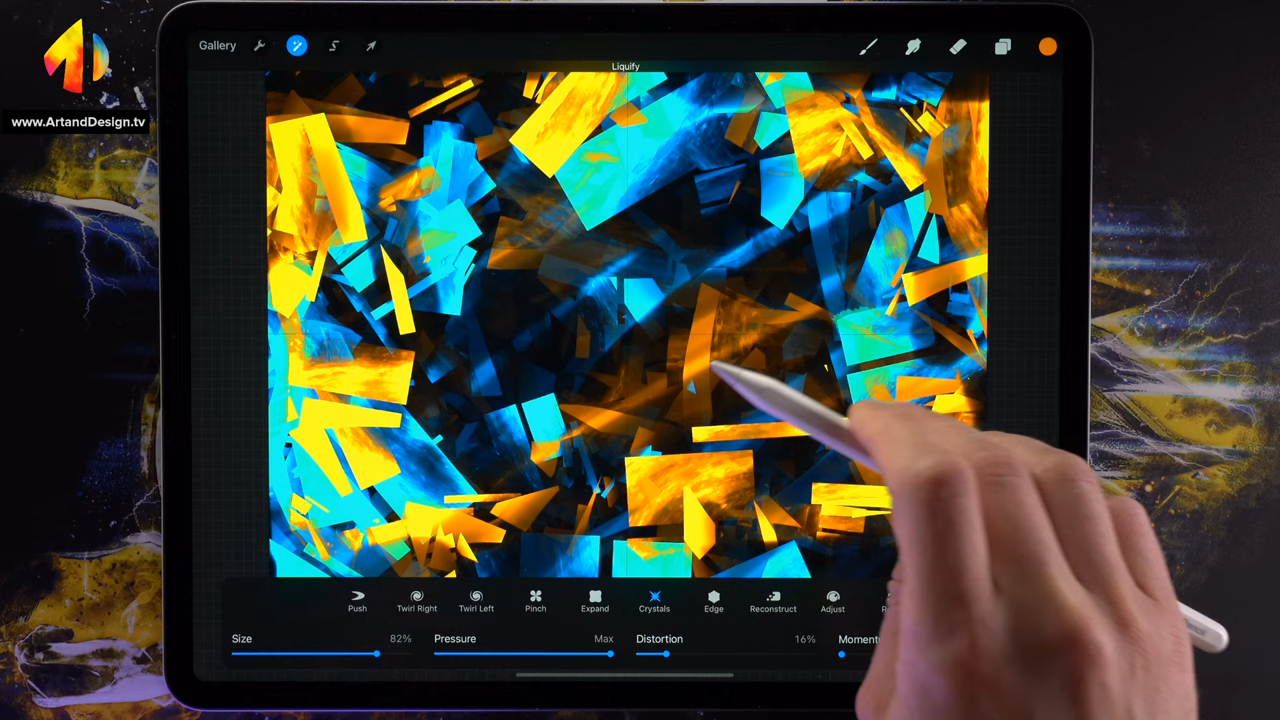 www.ArtandDesign.tv
Gallery
Liquify
Push
Twirl Right
Twirl Left
Pinch
Expand
Crystals
Edge
Reconstruct
Adjust
Size 82%
Pressure Max
Distortion 16%